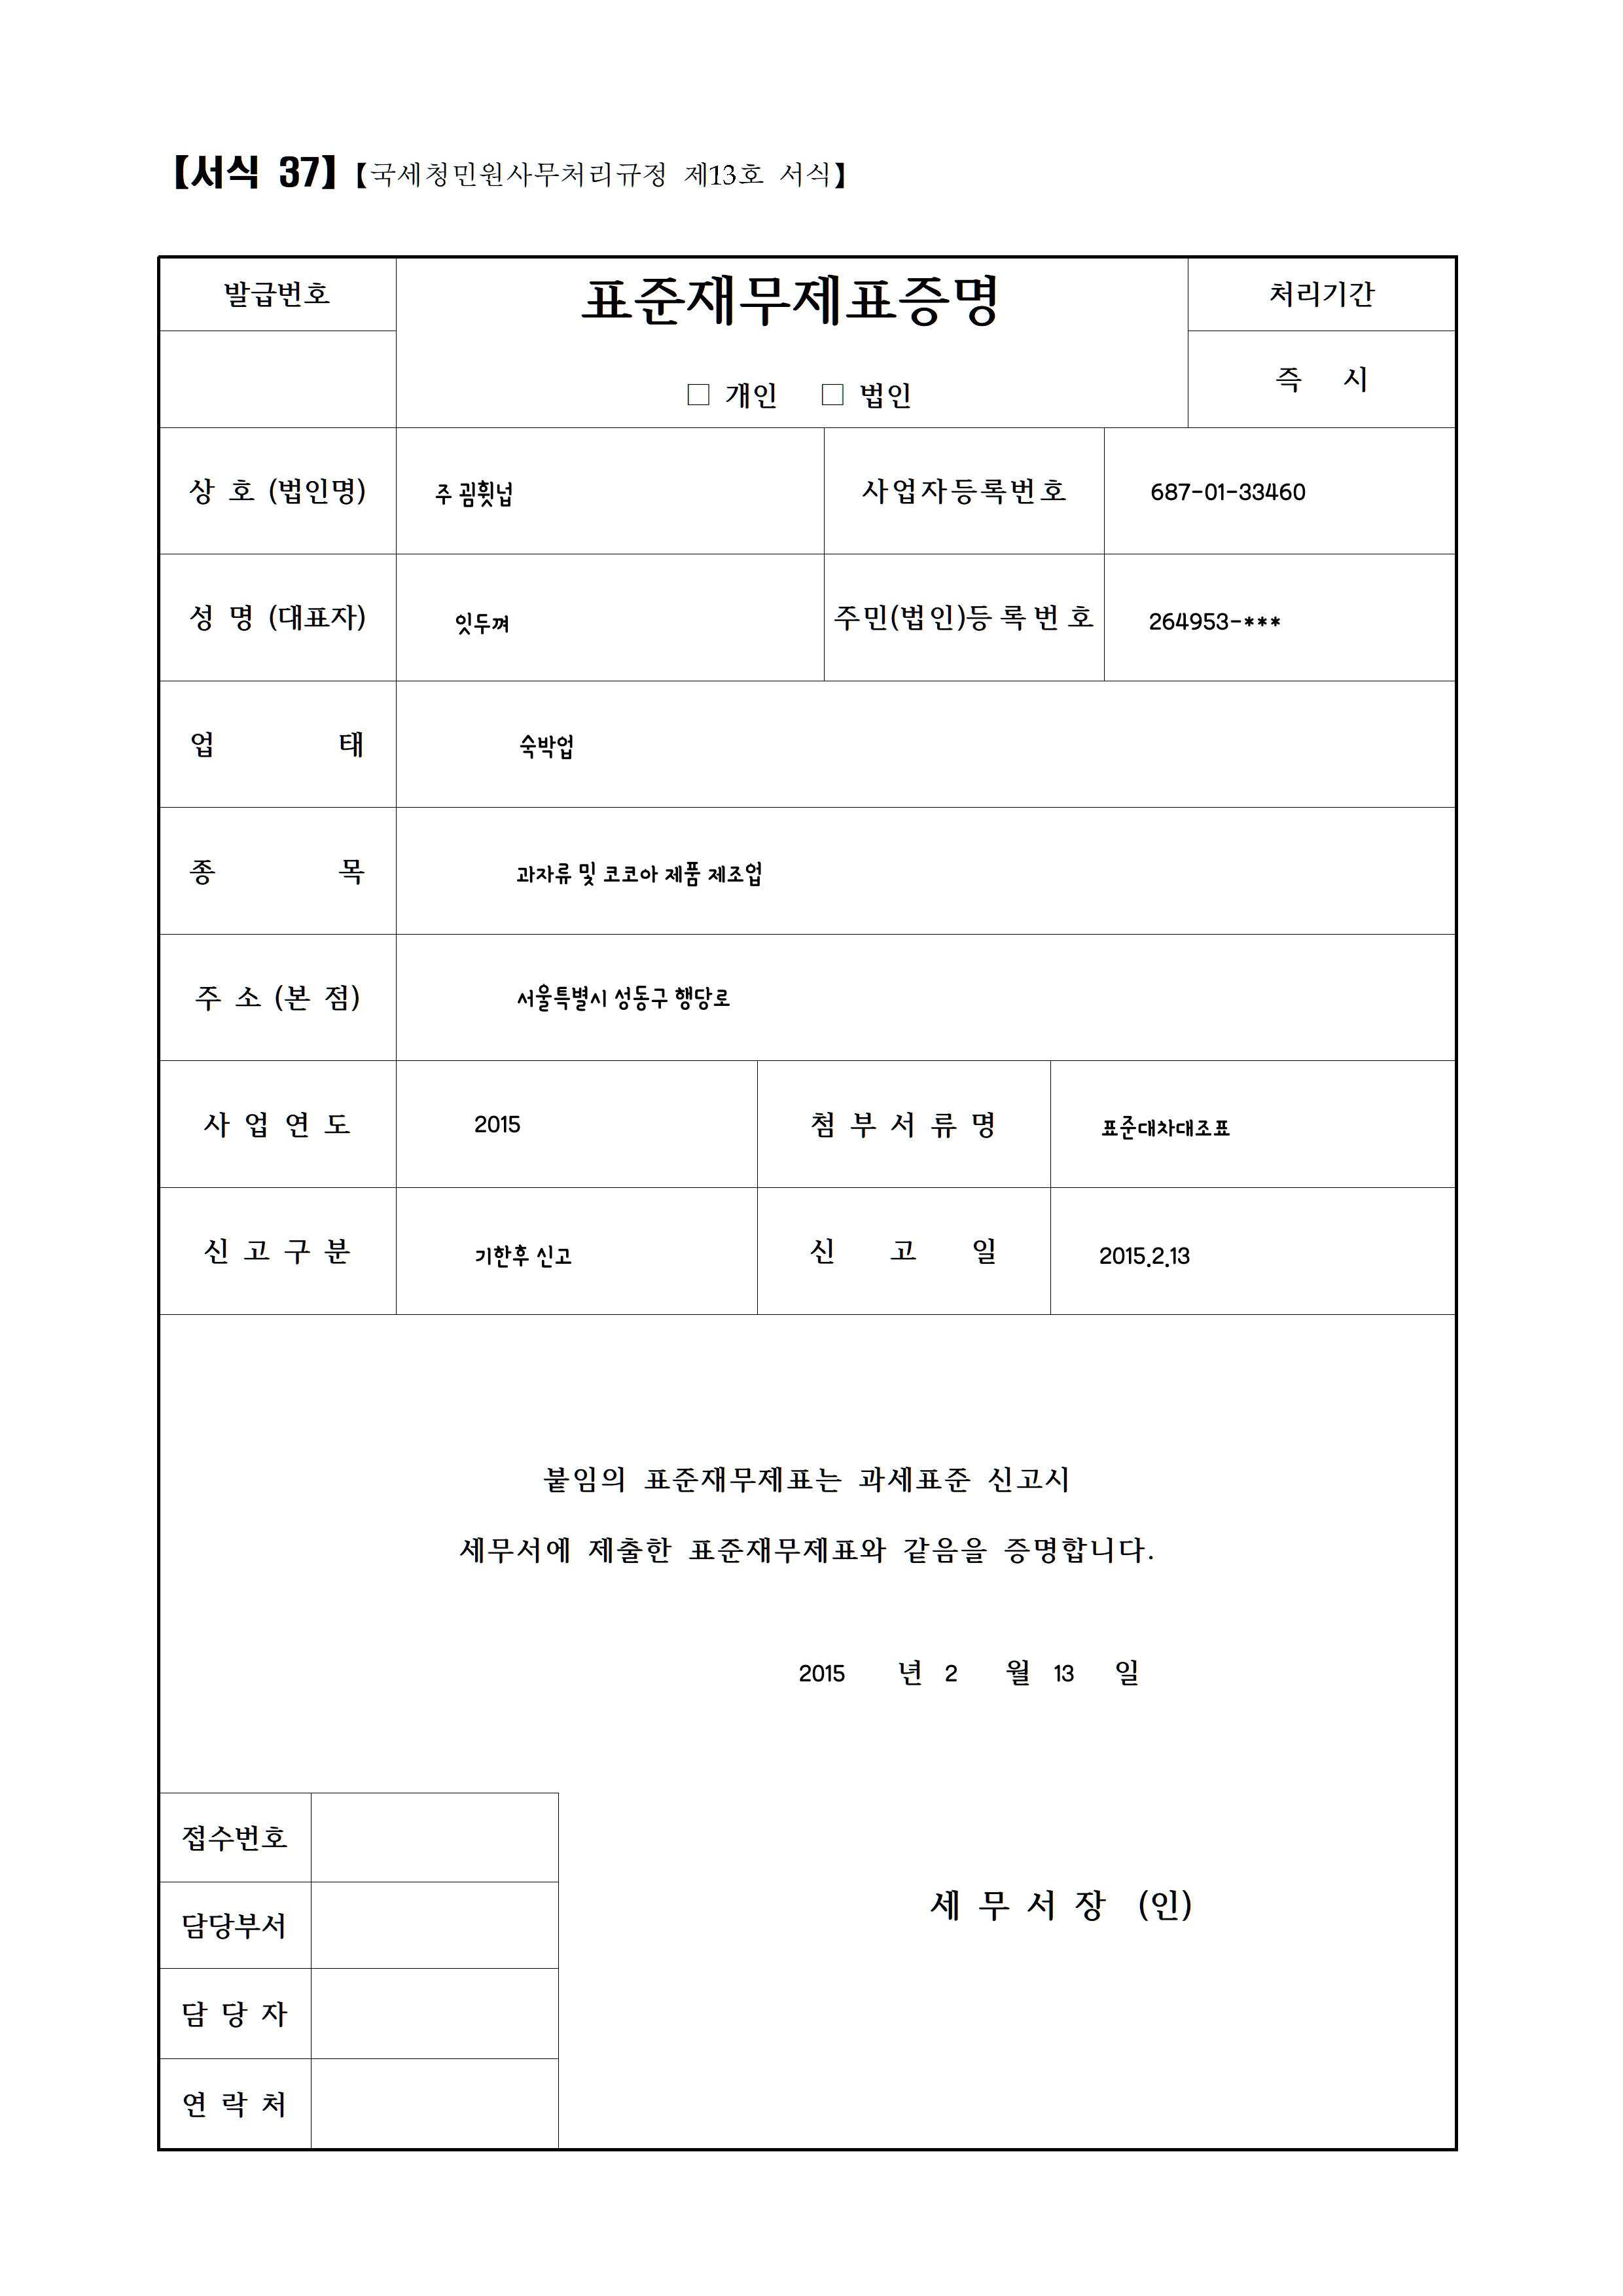 【서식 37】【국세청민원사무처리규정 제13호 서식】
발급번호
표준재무제표증명
처리기간
□ 개인 □ 법인
즉 시
상 호 (법인명) 주 굄휫넙 사업자등록번호 687-01-33460
성 명 (대표자) 잇두껴 주민(법인)등록번호 264953-***
업 태 숙박업
종 목 과자류 및 코코아 제품 제조업
주 소 (본 점) 서울특별시 성동구 행당로
사업연도 2015 첨부서류명 표준대차대조표
신고구분 기한후 신고 신 고 일 2015.2.13
붙임의 표준재무제표는 과세표준 신고시
세무서에 제출한 표준재무제표와 같음을 증명합니다.
2015 년 2 월 13 일
접수번호
담당부서
세 무 서 장 (인)
담 당 자
연 락 처